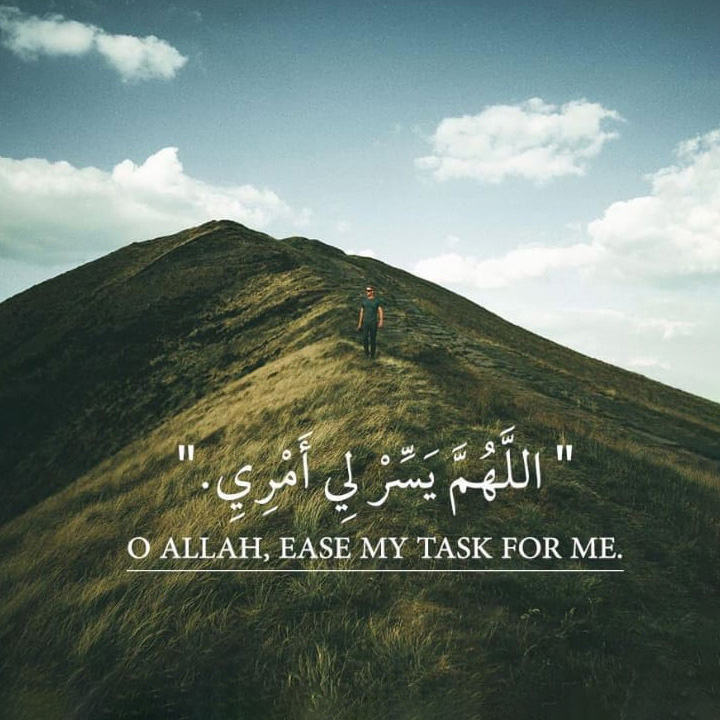 "اللَّهُمَّ يَسِّرْ لِي أَمْرِيِ."
O ALLAH, EASE MY TASK FOR ME.